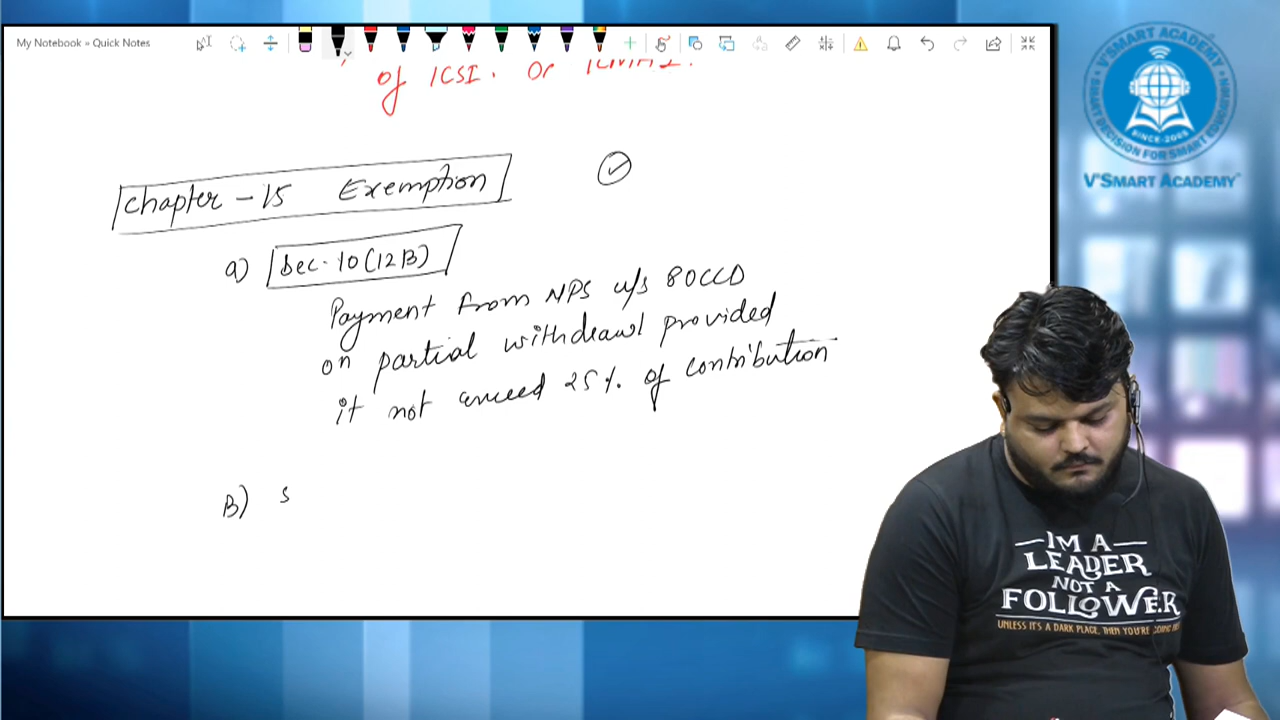 My Notebook » Quick Notes
of ICSI. Or
Chapter - 15 Exemption
a) Sec. 10(12B)
Payment from NPS u/s 80CCD
on partial withdrawl provided
it not exceed 25% of contribution
B) S
V'SMART ACADEMY
SINCE-2005
SMART DECISION FOR SMART EDUCATION
V'SMART ACADEMY
I'M A
LEADER
NOT A
FOLLOWER
UNLESS IT'S A DARK PLACE, THEN YOU'RE GOING